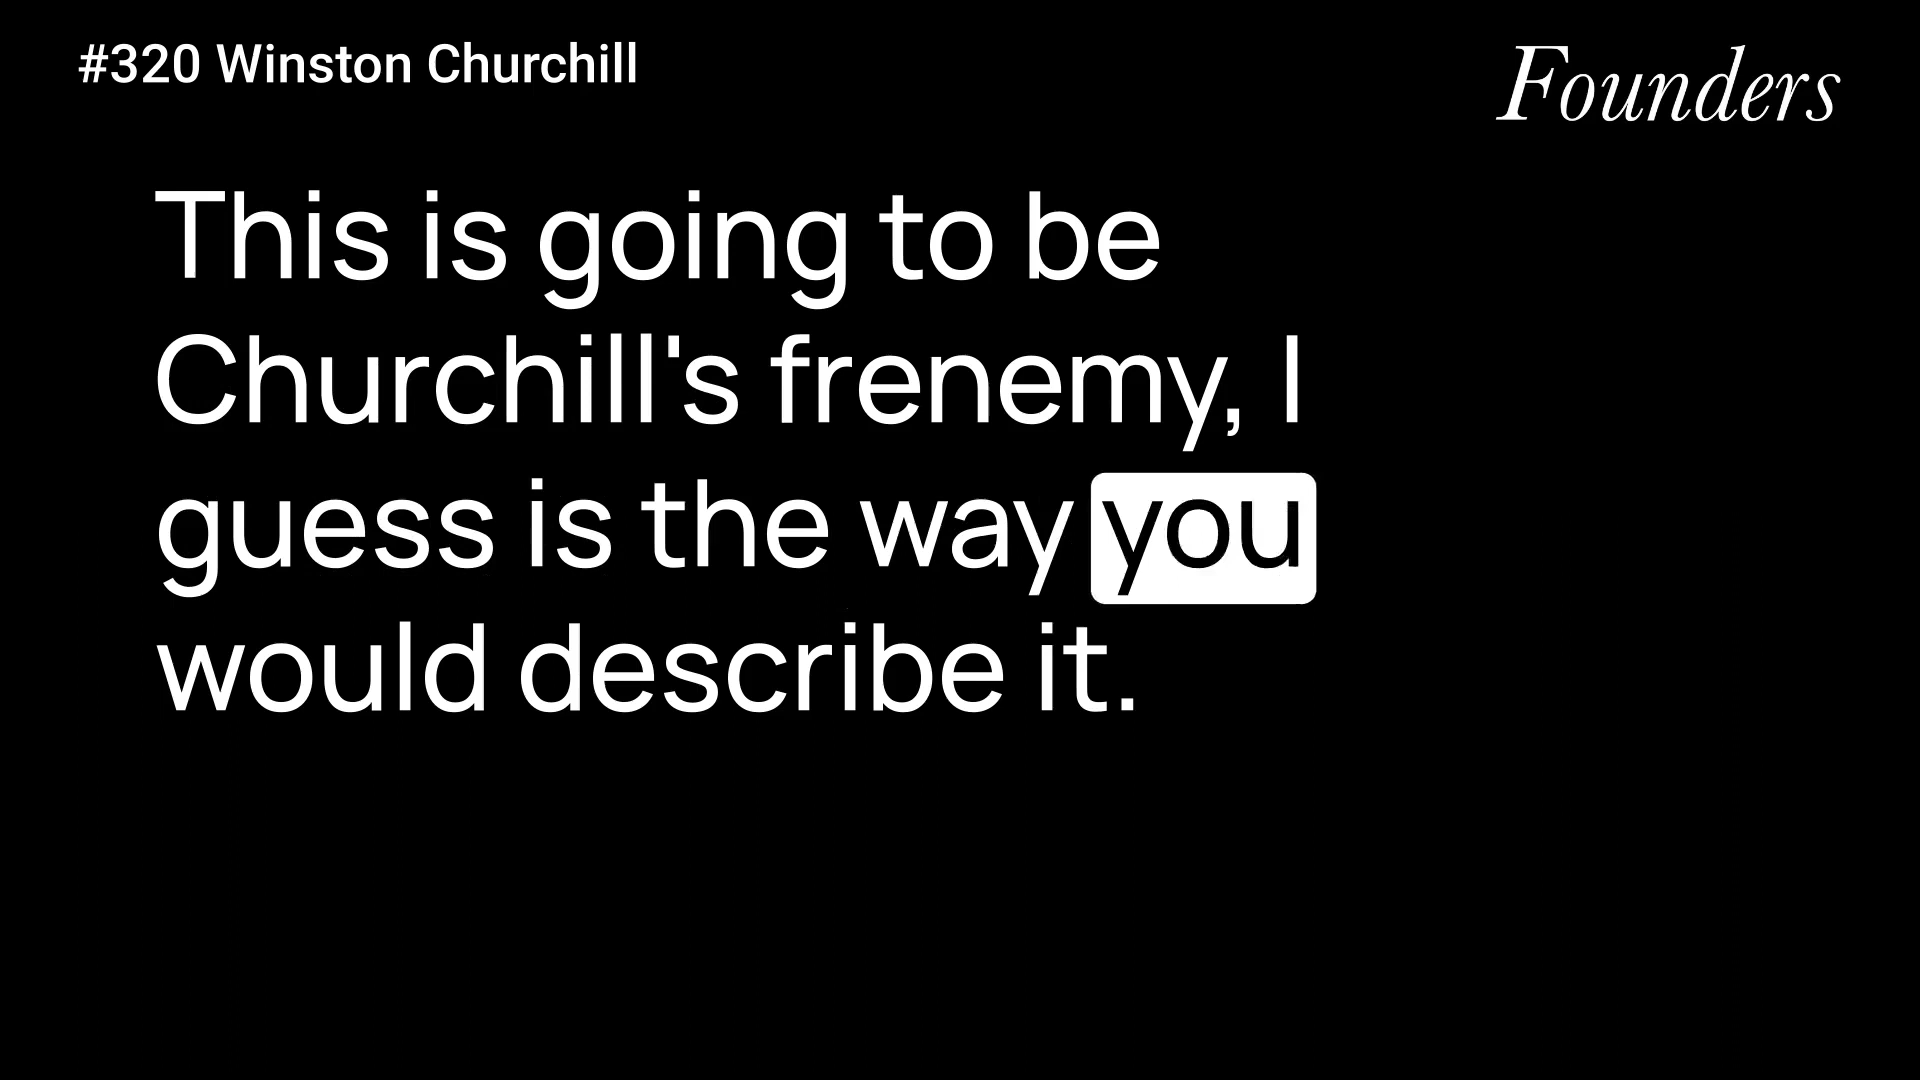 #320 Winston Churchill
Founders
This is going to be
Churchill's frenemy, I
guess is the way you
would describe it.